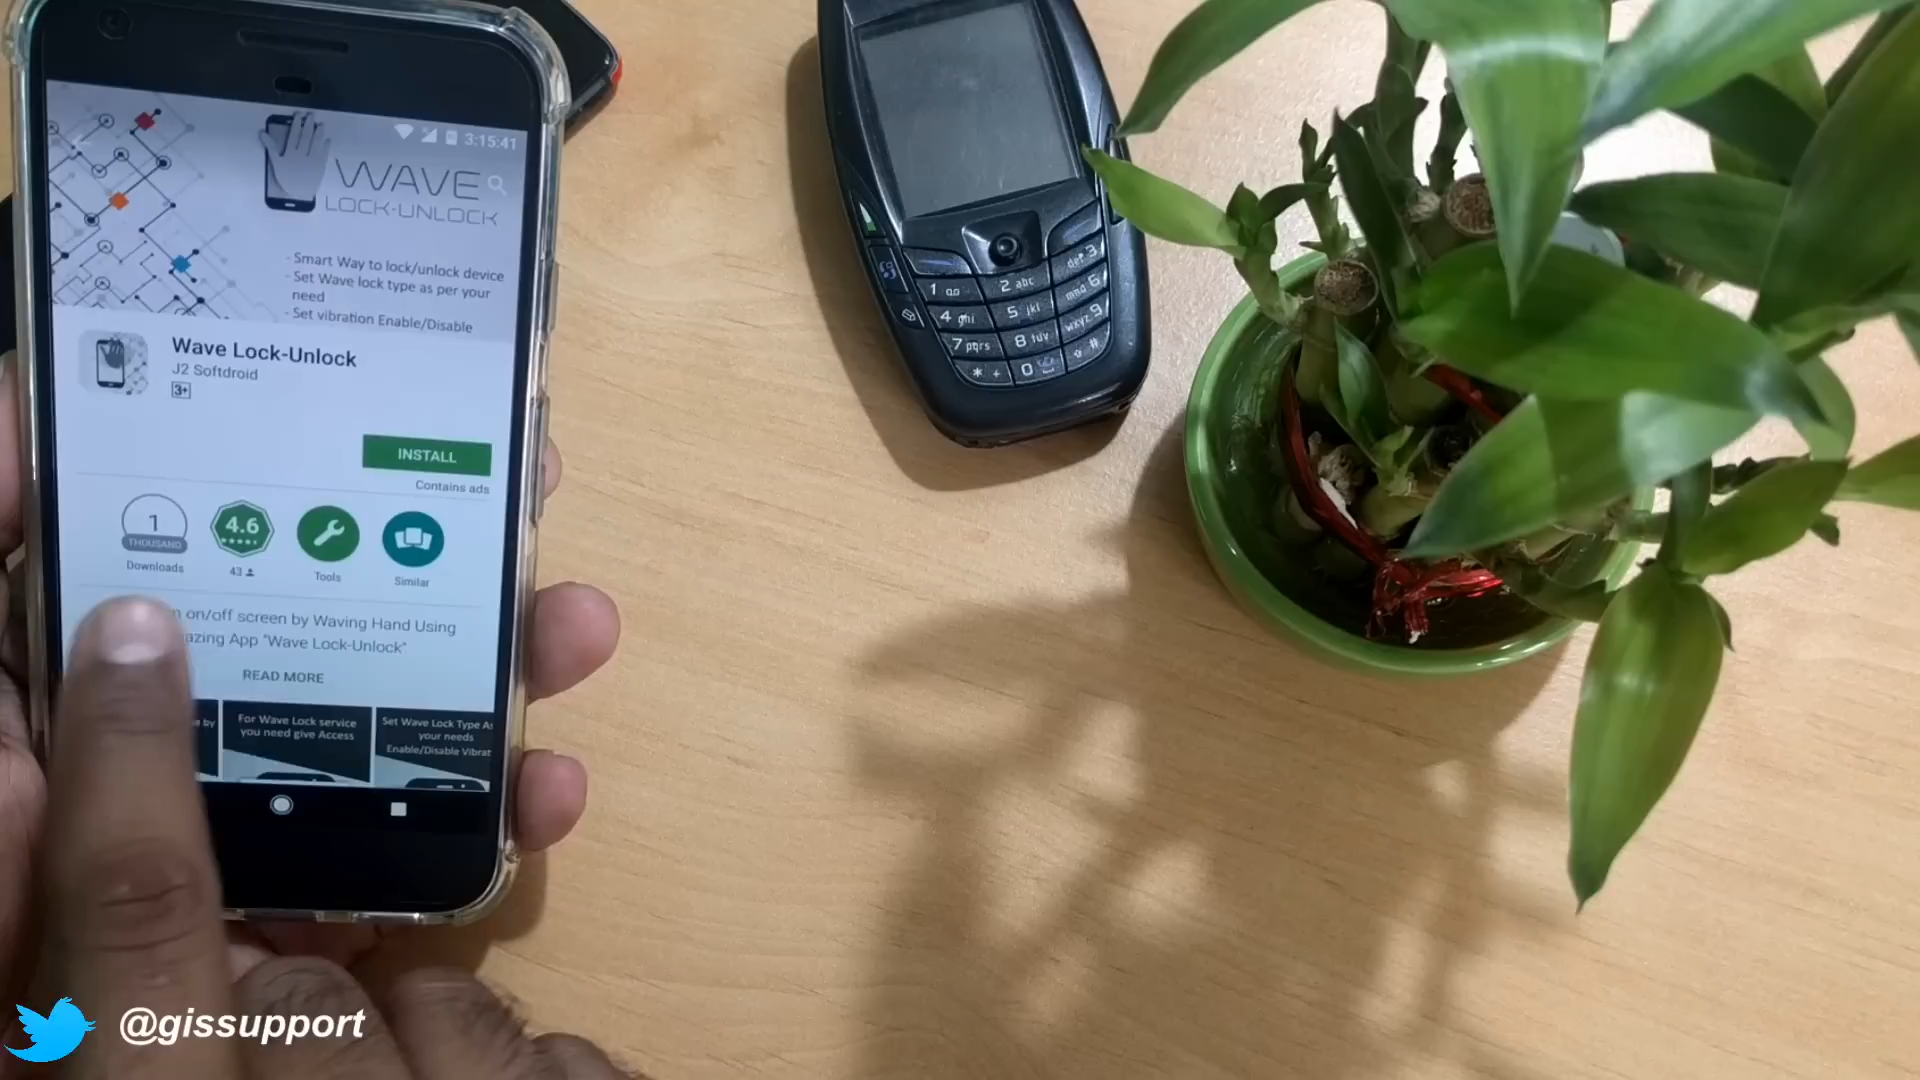 3:15:41
WAVE
LOCK-UNLOCK
- Smart Way to lock/unlock device
- Set Wave lock type as per your
need
- Set vibration Enable/Disable
Wave Lock-Unlock
J2 Softdroid
3+
INSTALL
Contains ads
1
THOUSAND
Downloads
4.6
43
Tools
Similar
on/off screen by Waving Hand Using
App "Wave Lock-Unlock"
READ MORE
by
For Wave Lock service
you need give Access
Set Wave Lock Type
your needs
Enable/Disable
1
2 abc
def 3
4 ghi
5 jkl
mno 6
7 pqrs
8 tuv
wxyz 9
* +
0
#
@gissupport